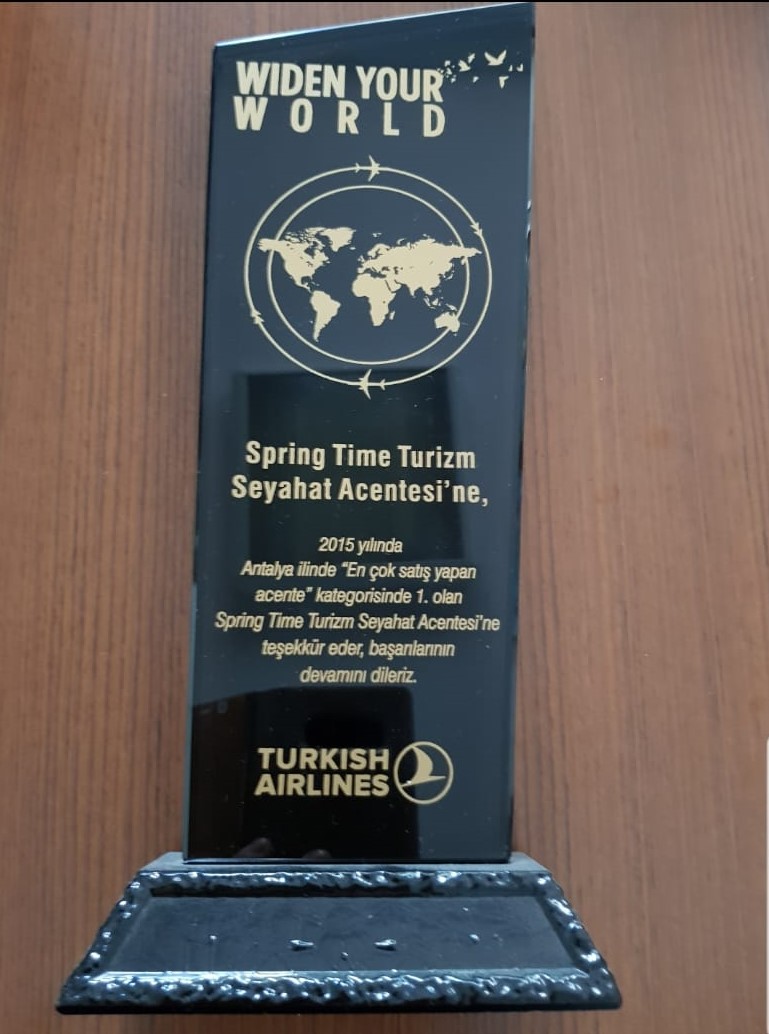 WIDEN YOUR
WORLD
Spring Time Turizm
Seyahat Acentesi'ne,
2015 yılında
Antalya ilinde "En çok satış yapan
acente" kategorisinde 1. olan
Spring Time Turizm Seyahat Acentesi'ne
teşekkür eder, başarılarının
devamını dileriz.
TURKISH
AIRLINES